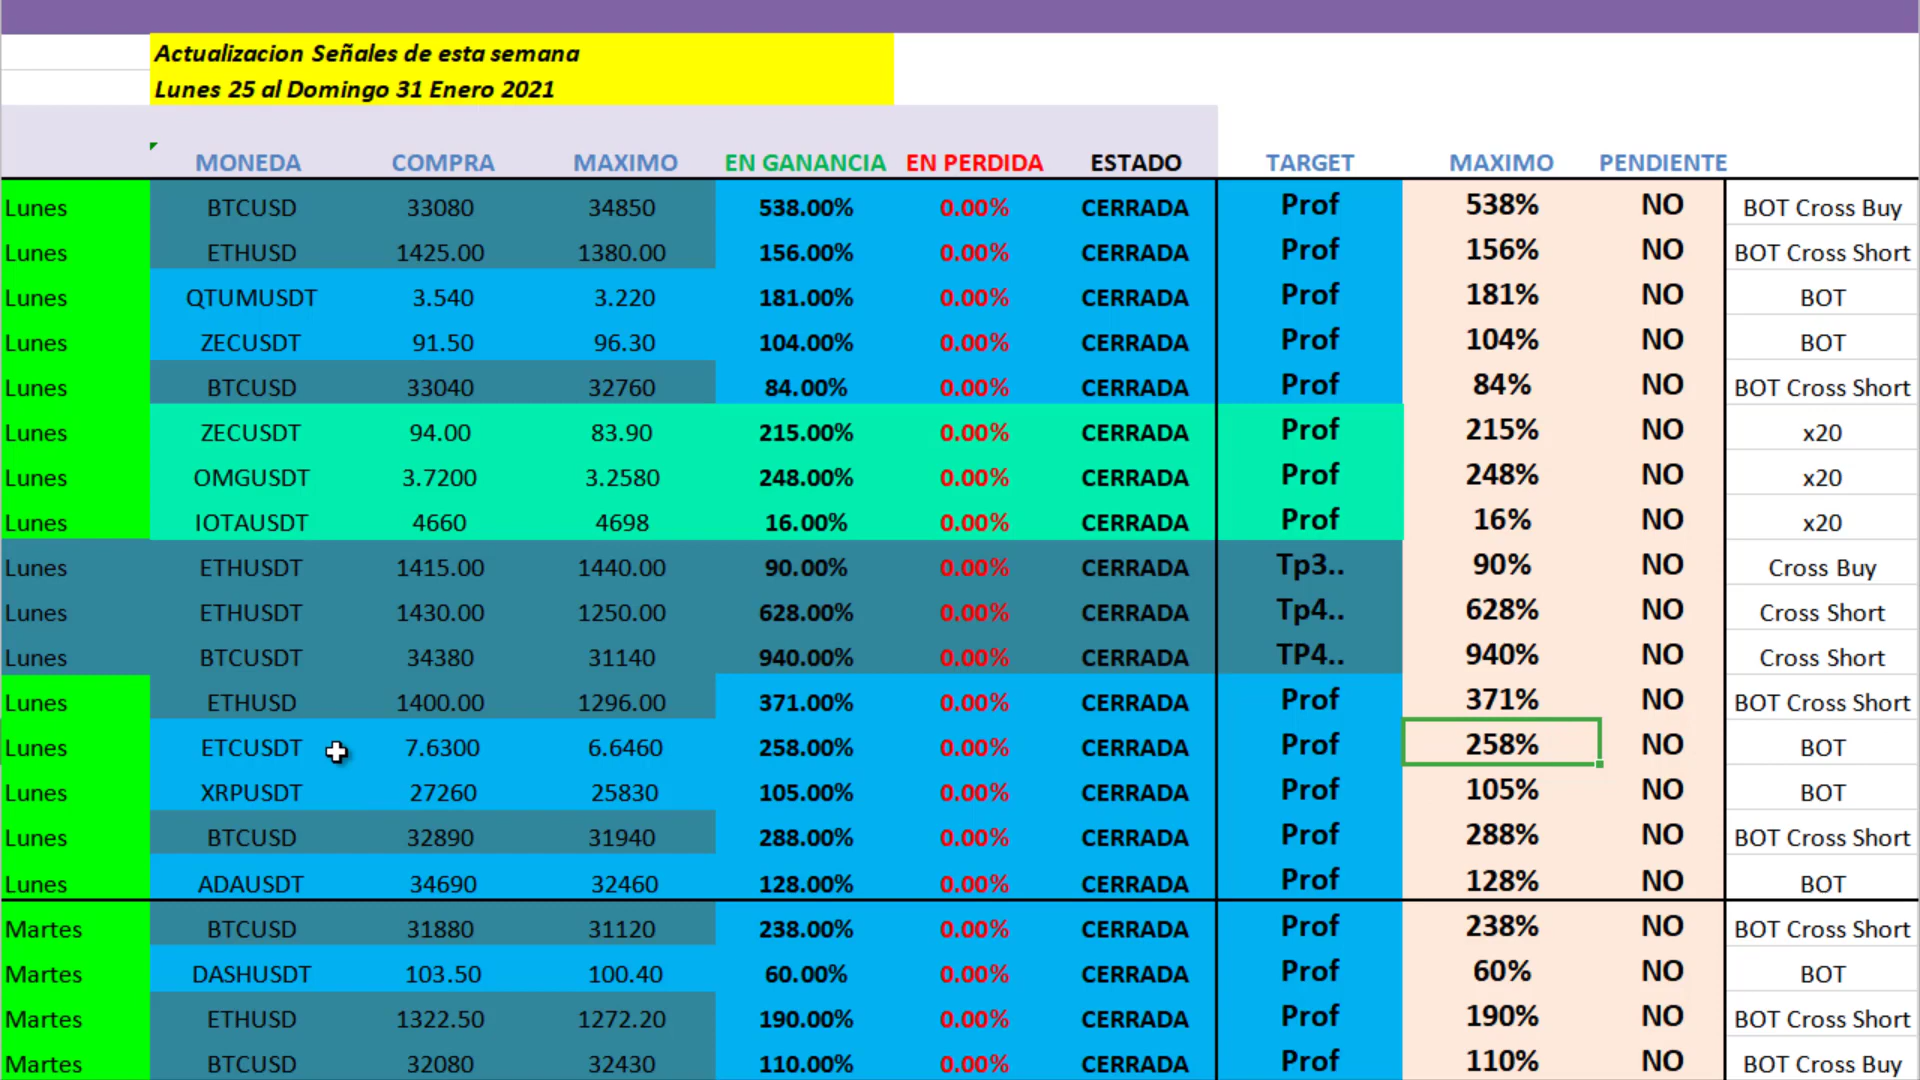 Actualizacion Señales de esta semana
Lunes 25 al Domingo 31 Enero 2021
MONEDA COMPRA MAXIMO EN GANANCIA EN PERDIDA ESTADO TARGET MAXIMO PENDIENTE
Lunes BTCUSD 33080 34850 538.00% 0.00% CERRADA Prof 538% NO BOT Cross Buy
Lunes ETHUSD 1425.00 1380.00 156.00% 0.00% CERRADA Prof 156% NO BOT Cross Short
Lunes QTUMUSDT 3.540 3.220 181.00% 0.00% CERRADA Prof 181% NO BOT
Lunes ZECUSDT 91.50 96.30 104.00% 0.00% CERRADA Prof 104% NO BOT
Lunes BTCUSD 33040 32760 84.00% 0.00% CERRADA Prof 84% NO BOT Cross Short
Lunes ZECUSDT 94.00 83.90 215.00% 0.00% CERRADA Prof 215% NO x20
Lunes OMGUSDT 3.7200 3.2580 248.00% 0.00% CERRADA Prof 248% NO x20
Lunes IOTAUSDT 4660 4698 16.00% 0.00% CERRADA Prof 16% NO x20
Lunes ETHUSDT 1415.00 1440.00 90.00% 0.00% CERRADA Tp3.. 90% NO Cross Buy
Lunes ETHUSDT 1430.00 1250.00 628.00% 0.00% CERRADA Tp4.. 628% NO Cross Short
Lunes BTCUSDT 34380 31140 940.00% 0.00% CERRADA TP4.. 940% NO Cross Short
Lunes ETHUSD 1400.00 1296.00 371.00% 0.00% CERRADA Prof 371% NO BOT Cross Short
Lunes ETCUSDT 7.6300 6.6460 258.00% 0.00% CERRADA Prof 258% NO BOT
Lunes XRPUSDT 27260 25830 105.00% 0.00% CERRADA Prof 105% NO BOT
Lunes BTCUSD 32890 31940 288.00% 0.00% CERRADA Prof 288% NO BOT Cross Short
Lunes ADAUSDT 34690 32460 128.00% 0.00% CERRADA Prof 128% NO BOT
Martes BTCUSD 31880 31120 238.00% 0.00% CERRADA Prof 238% NO BOT Cross Short
Martes DASHUSDT 103.50 100.40 60.00% 0.00% CERRADA Prof 60% NO BOT
Martes ETHUSD 1322.50 1272.20 190.00% 0.00% CERRADA Prof 190% NO BOT Cross Short
Martes BTCUSD 32080 32430 110.00% 0.00% CERRADA Prof 110% NO BOT Cross Buy